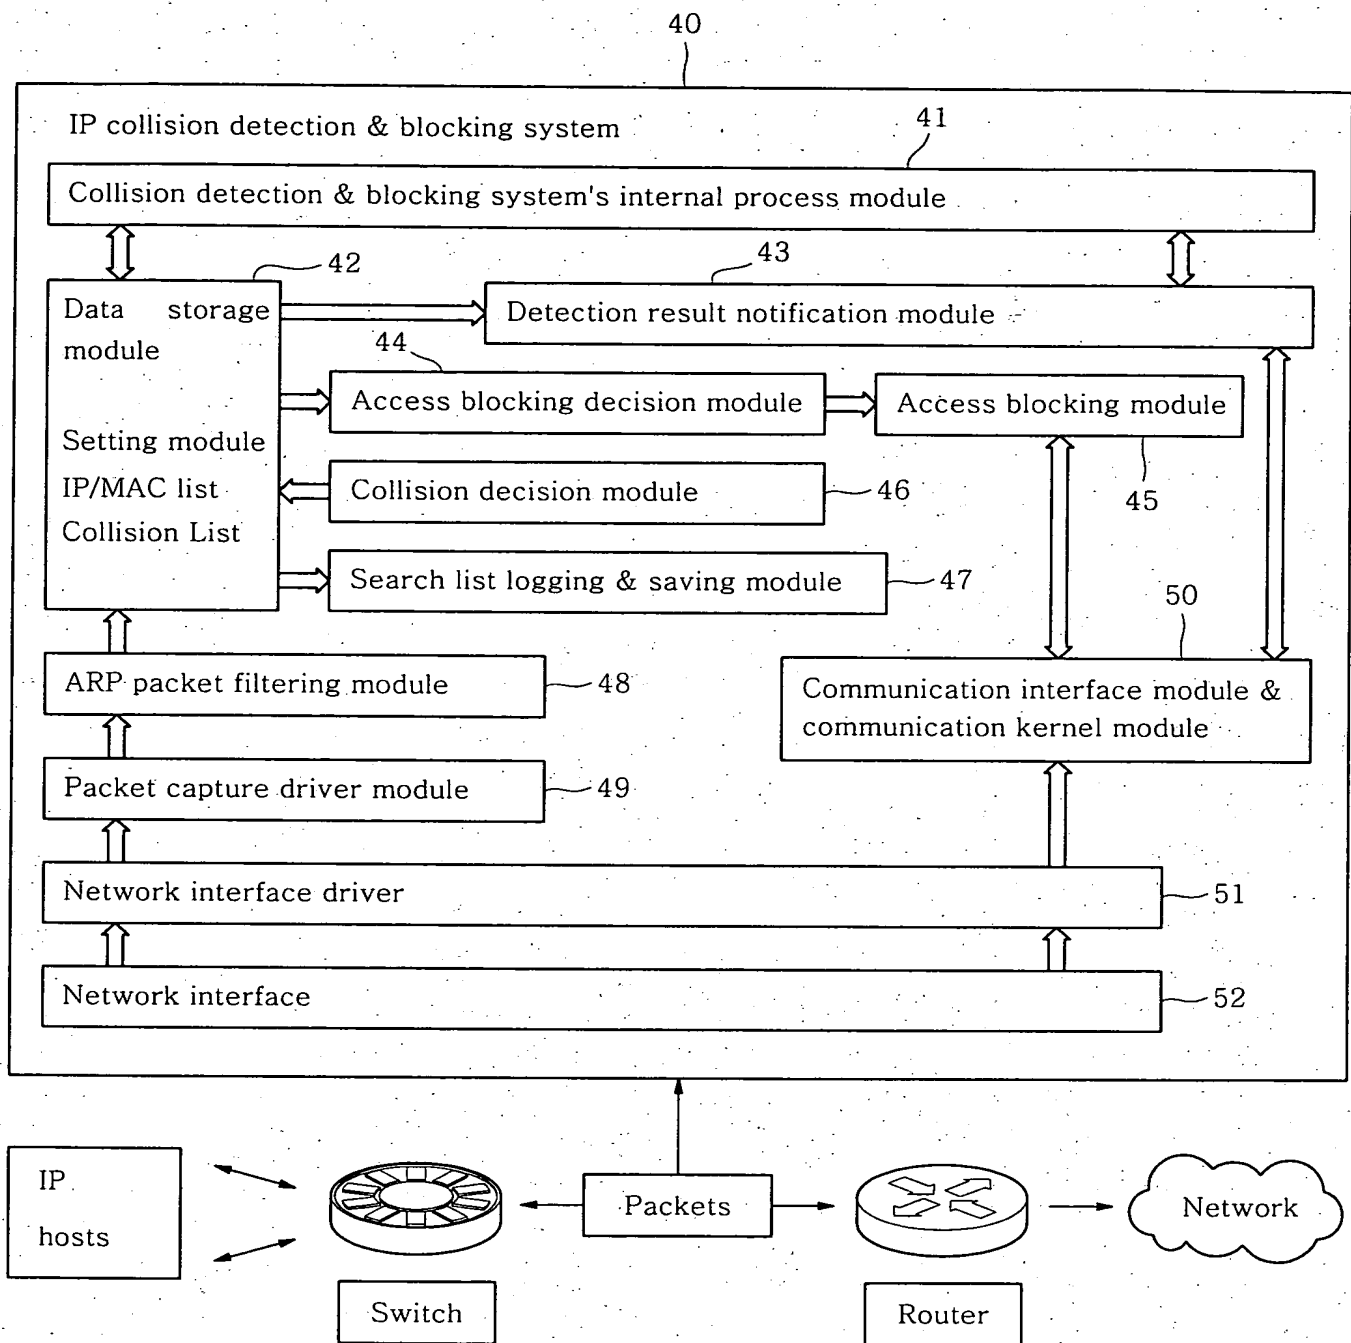 40
IP collision detection & blocking system
41
Collision detection & blocking system's internal process module
42
43
Data storage
module
Detection result notification module
44
Setting module
IP/MAC list
Collision List
Access blocking decision module
Access blocking module
45
Collision decision module
46
Search list logging & saving module
47
50
ARP packet filtering module
48
Communication interface module &
communication kernel module
Packet capture driver module
49
Network interface driver
51
Network interface
52
IP
hosts
Packets
Network
Switch
Router